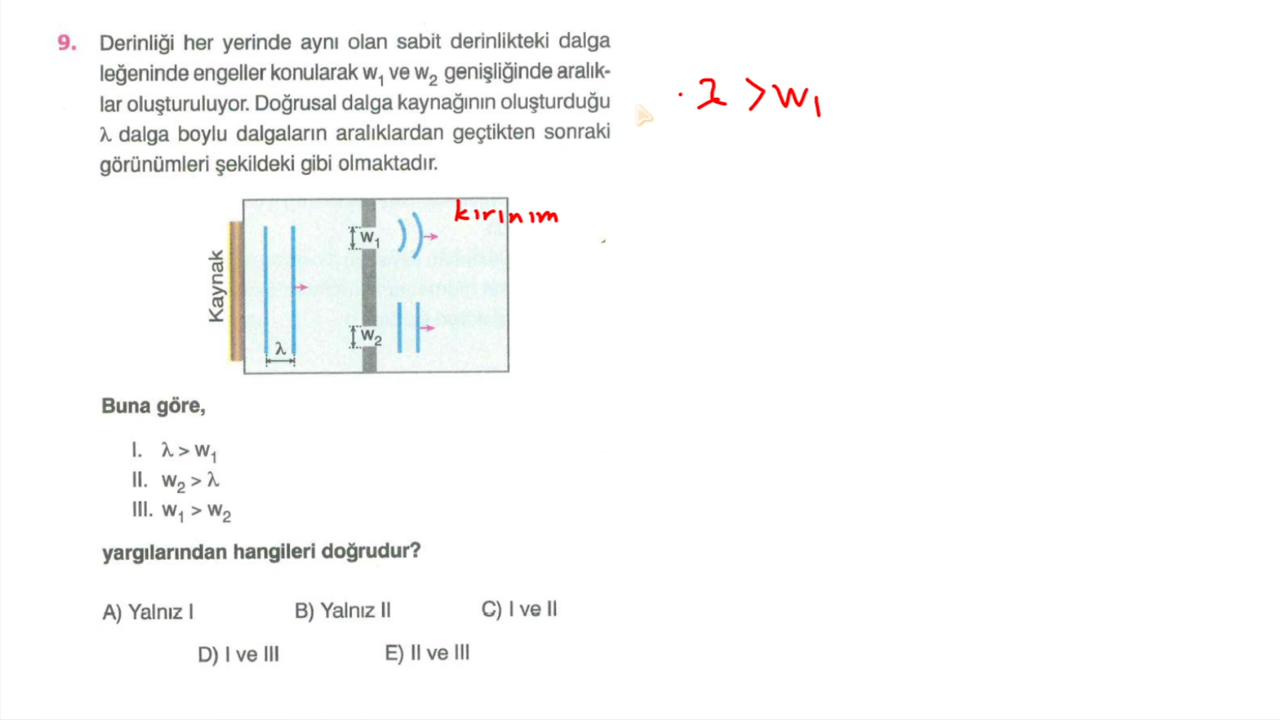 9. Derinliği her yerinde aynı olan sabit derinlikteki dalga
leğeninde engeller konularak w₁ ve w₂ genişliğinde aralık-
lar oluşturuluyor. Doğrusal dalga kaynağının oluşturduğu
λ dalga boylu dalgaların aralıklardan geçtikten sonraki
görünümleri şekildeki gibi olmaktadır.
· λ > w₁
Kaynak
λ
w₁
w₂
kırınım
Buna göre,
I. λ > w₁
II. w₂ > λ
III. w₁ > w₂
yargılarından hangileri doğrudur?
A) Yalnız I B) Yalnız II C) I ve II
D) I ve III E) II ve III